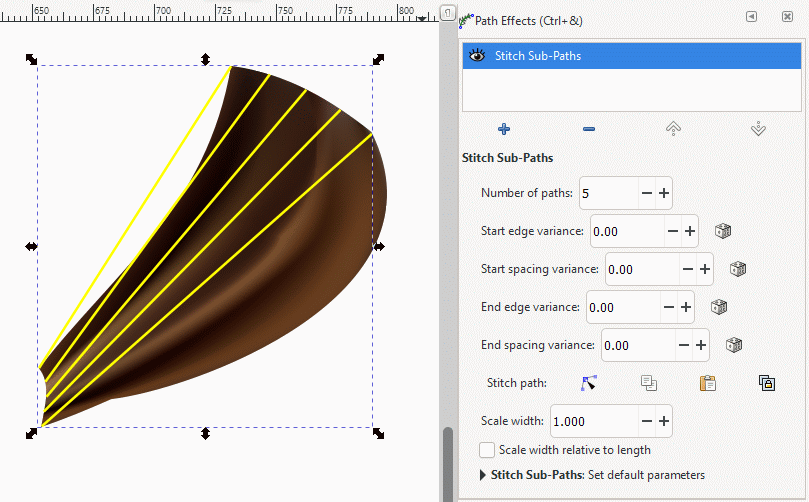 650
675
700
725
750
775
800
Path Effects (Ctrl+&)
Stitch Sub-Paths
Stitch Sub-Paths
Number of paths: 5
Start edge variance: 0.00
Start spacing variance: 0.00
End edge variance: 0.00
End spacing variance: 0.00
Stitch path:
Scale width: 1.000
Scale width relative to length
Stitch Sub-Paths: Set default parameters